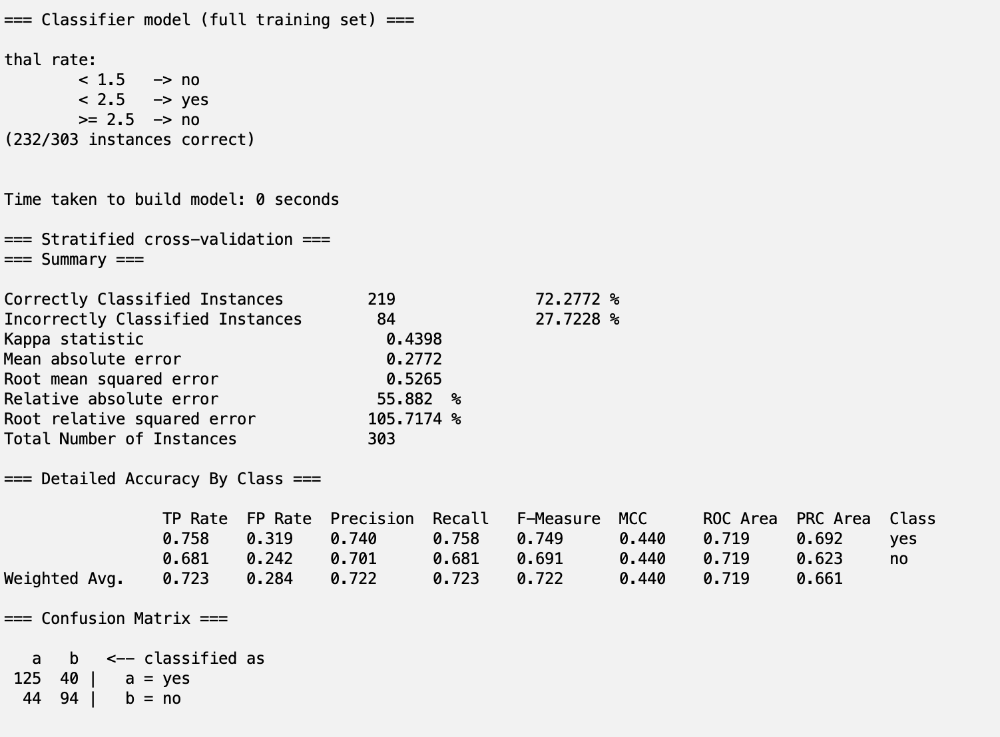 === Classifier model (full training set) ===
thal rate:
< 1.5 -> no
< 2.5 -> yes
>= 2.5 -> no
(232/303 instances correct)
Time taken to build model: 0 seconds
=== Stratified cross-validation ===
=== Summary ===
Correctly Classified Instances 219 72.2772 %
Incorrectly Classified Instances 84 27.7228 %
Kappa statistic 0.4398
Mean absolute error 0.2772
Root mean squared error 0.5265
Relative absolute error 55.882 %
Root relative squared error 105.7174 %
Total Number of Instances 303
=== Detailed Accuracy By Class ===
TP Rate FP Rate Precision Recall F-Measure MCC ROC Area PRC Area Class
0.758 0.319 0.740 0.758 0.749 0.440 0.719 0.692 yes
0.681 0.242 0.701 0.681 0.691 0.440 0.719 0.623 no
Weighted Avg. 0.723 0.284 0.722 0.723 0.722 0.440 0.719 0.661
=== Confusion Matrix ===
a b <-- classified as
125 40 | a = yes
44 94 | b = no